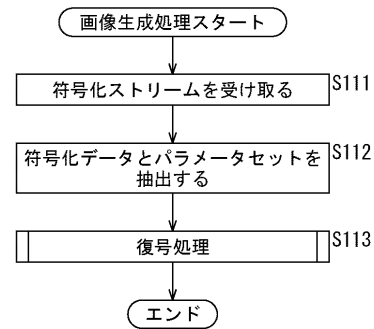 画像生成処理スタート
符号化ストリームを受け取る
S111
符号化データとパラメータセットを
抽出する
S112
復号処理
S113
エンド